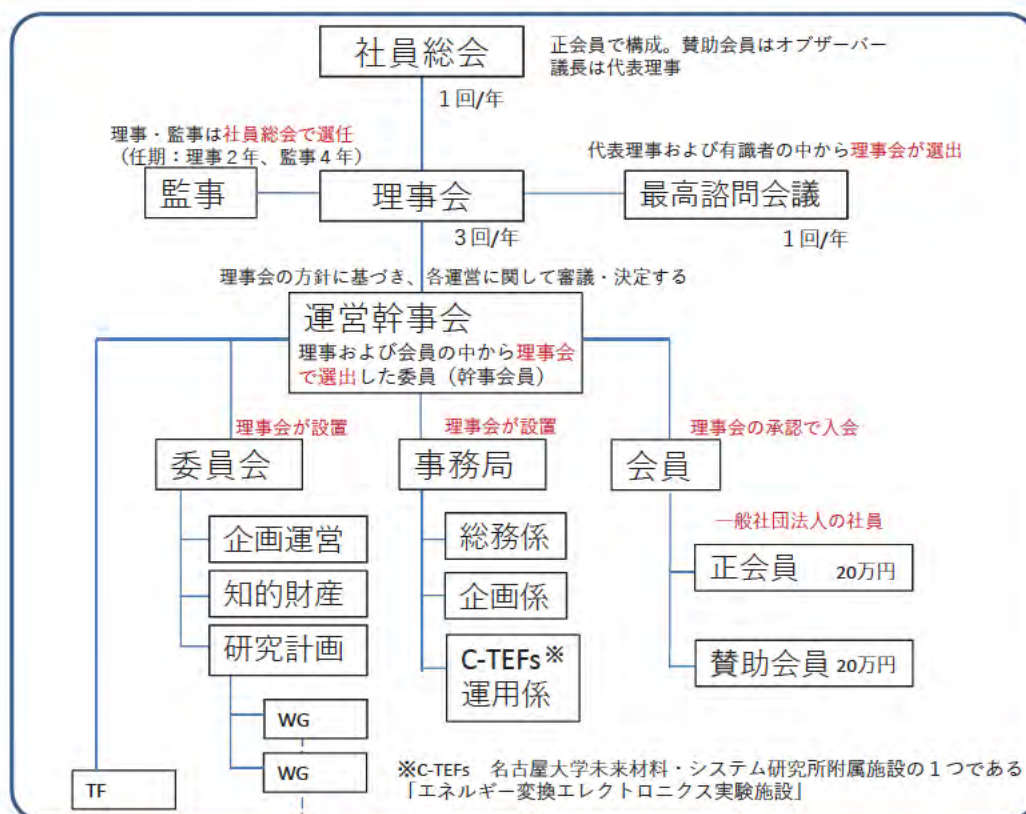 社員総会
正会員で構成。賛助会員はオブザーバー
議長は代表理事
1回/年
理事・監事は社員総会で選任
（任期：理事２年、監事４年）
代表理事および有識者の中から理事会が選出
監事
理事会
最高諮問会議
3回/年
1回/年
理事会の方針に基づき、各運営に関して審議・決定する
運営幹事会
理事および会員の中から理事会
で選出した委員（幹事会員）
理事会が設置
理事会が設置
理事会の承認で入会
委員会
事務局
会員
企画運営
知的財産
研究計画
WG
WG
TF
総務係
企画係
C-TEFs※
運用係
一般社団法人の社員
正会員 20万円
賛助会員 20万円
※C-TEFs 名古屋大学未来材料・システム研究所附属施設の１つである
「エネルギー変換エレクトロニクス実験施設」